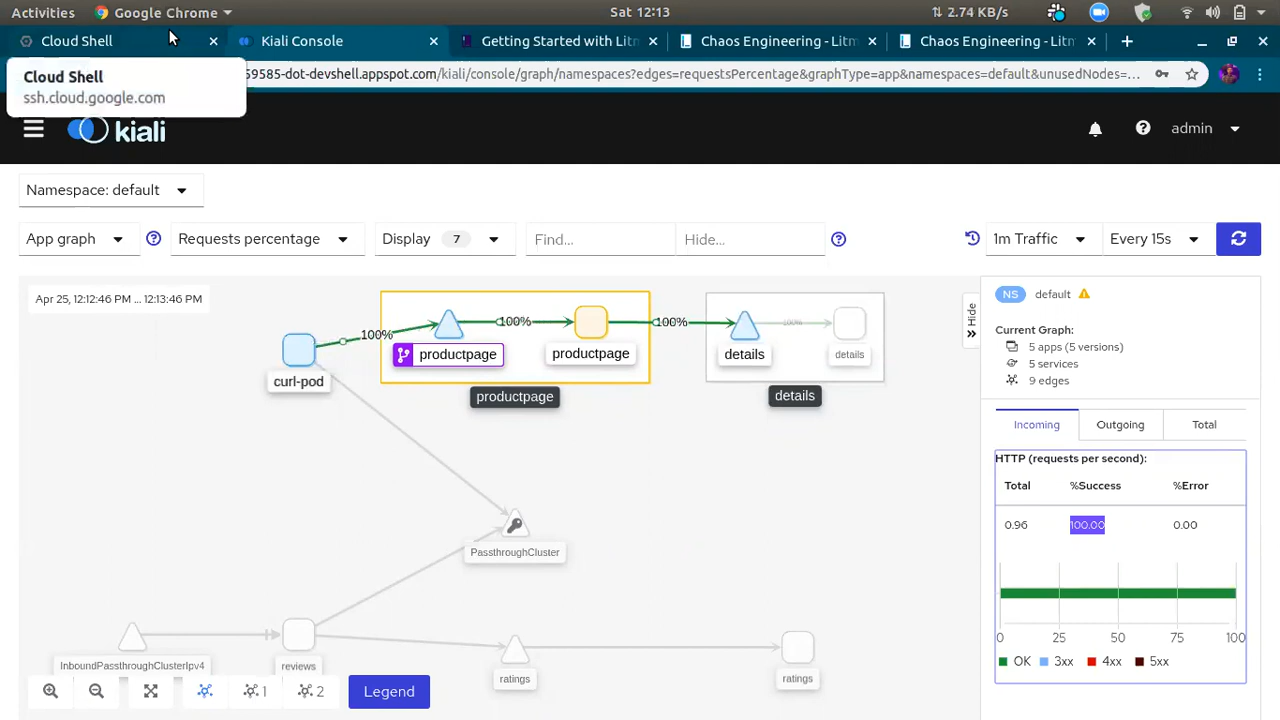 Activities
Google Chrome
Sat 12:13
2.74 KB/s
Cloud Shell
Kiali Console
Getting Started with Litm
Chaos Engineering - Litm
Chaos Engineering - Litm
Cloud Shell
ssh.cloud.google.com
59585-dot-devshell.appspot.com/kiali/console/graph/namespaces?edges=requestsPercentage&graphType=app&namespaces=default&unusedNodes=...
kiali
admin
Namespace: default
App graph
Requests percentage
Display 7
Find...
Hide...
1m Traffic
Every 15s
Apr 25, 12:12:46 PM ... 12:13:46 PM
100%
100%
100%
100%
curl-pod
productpage
productpage
details
details
productpage
details
PassthroughCluster
InboundPassthroughClusterIpv4
reviews
ratings
ratings
1
2
Legend
Hide
NS default
Current Graph:
5 apps (5 versions)
5 services
9 edges
Incoming
Outgoing
Total
HTTP (requests per second):
Total %Success %Error
0.96 100.00 0.00
0 25 50 75 100
OK 3xx 4xx 5xx